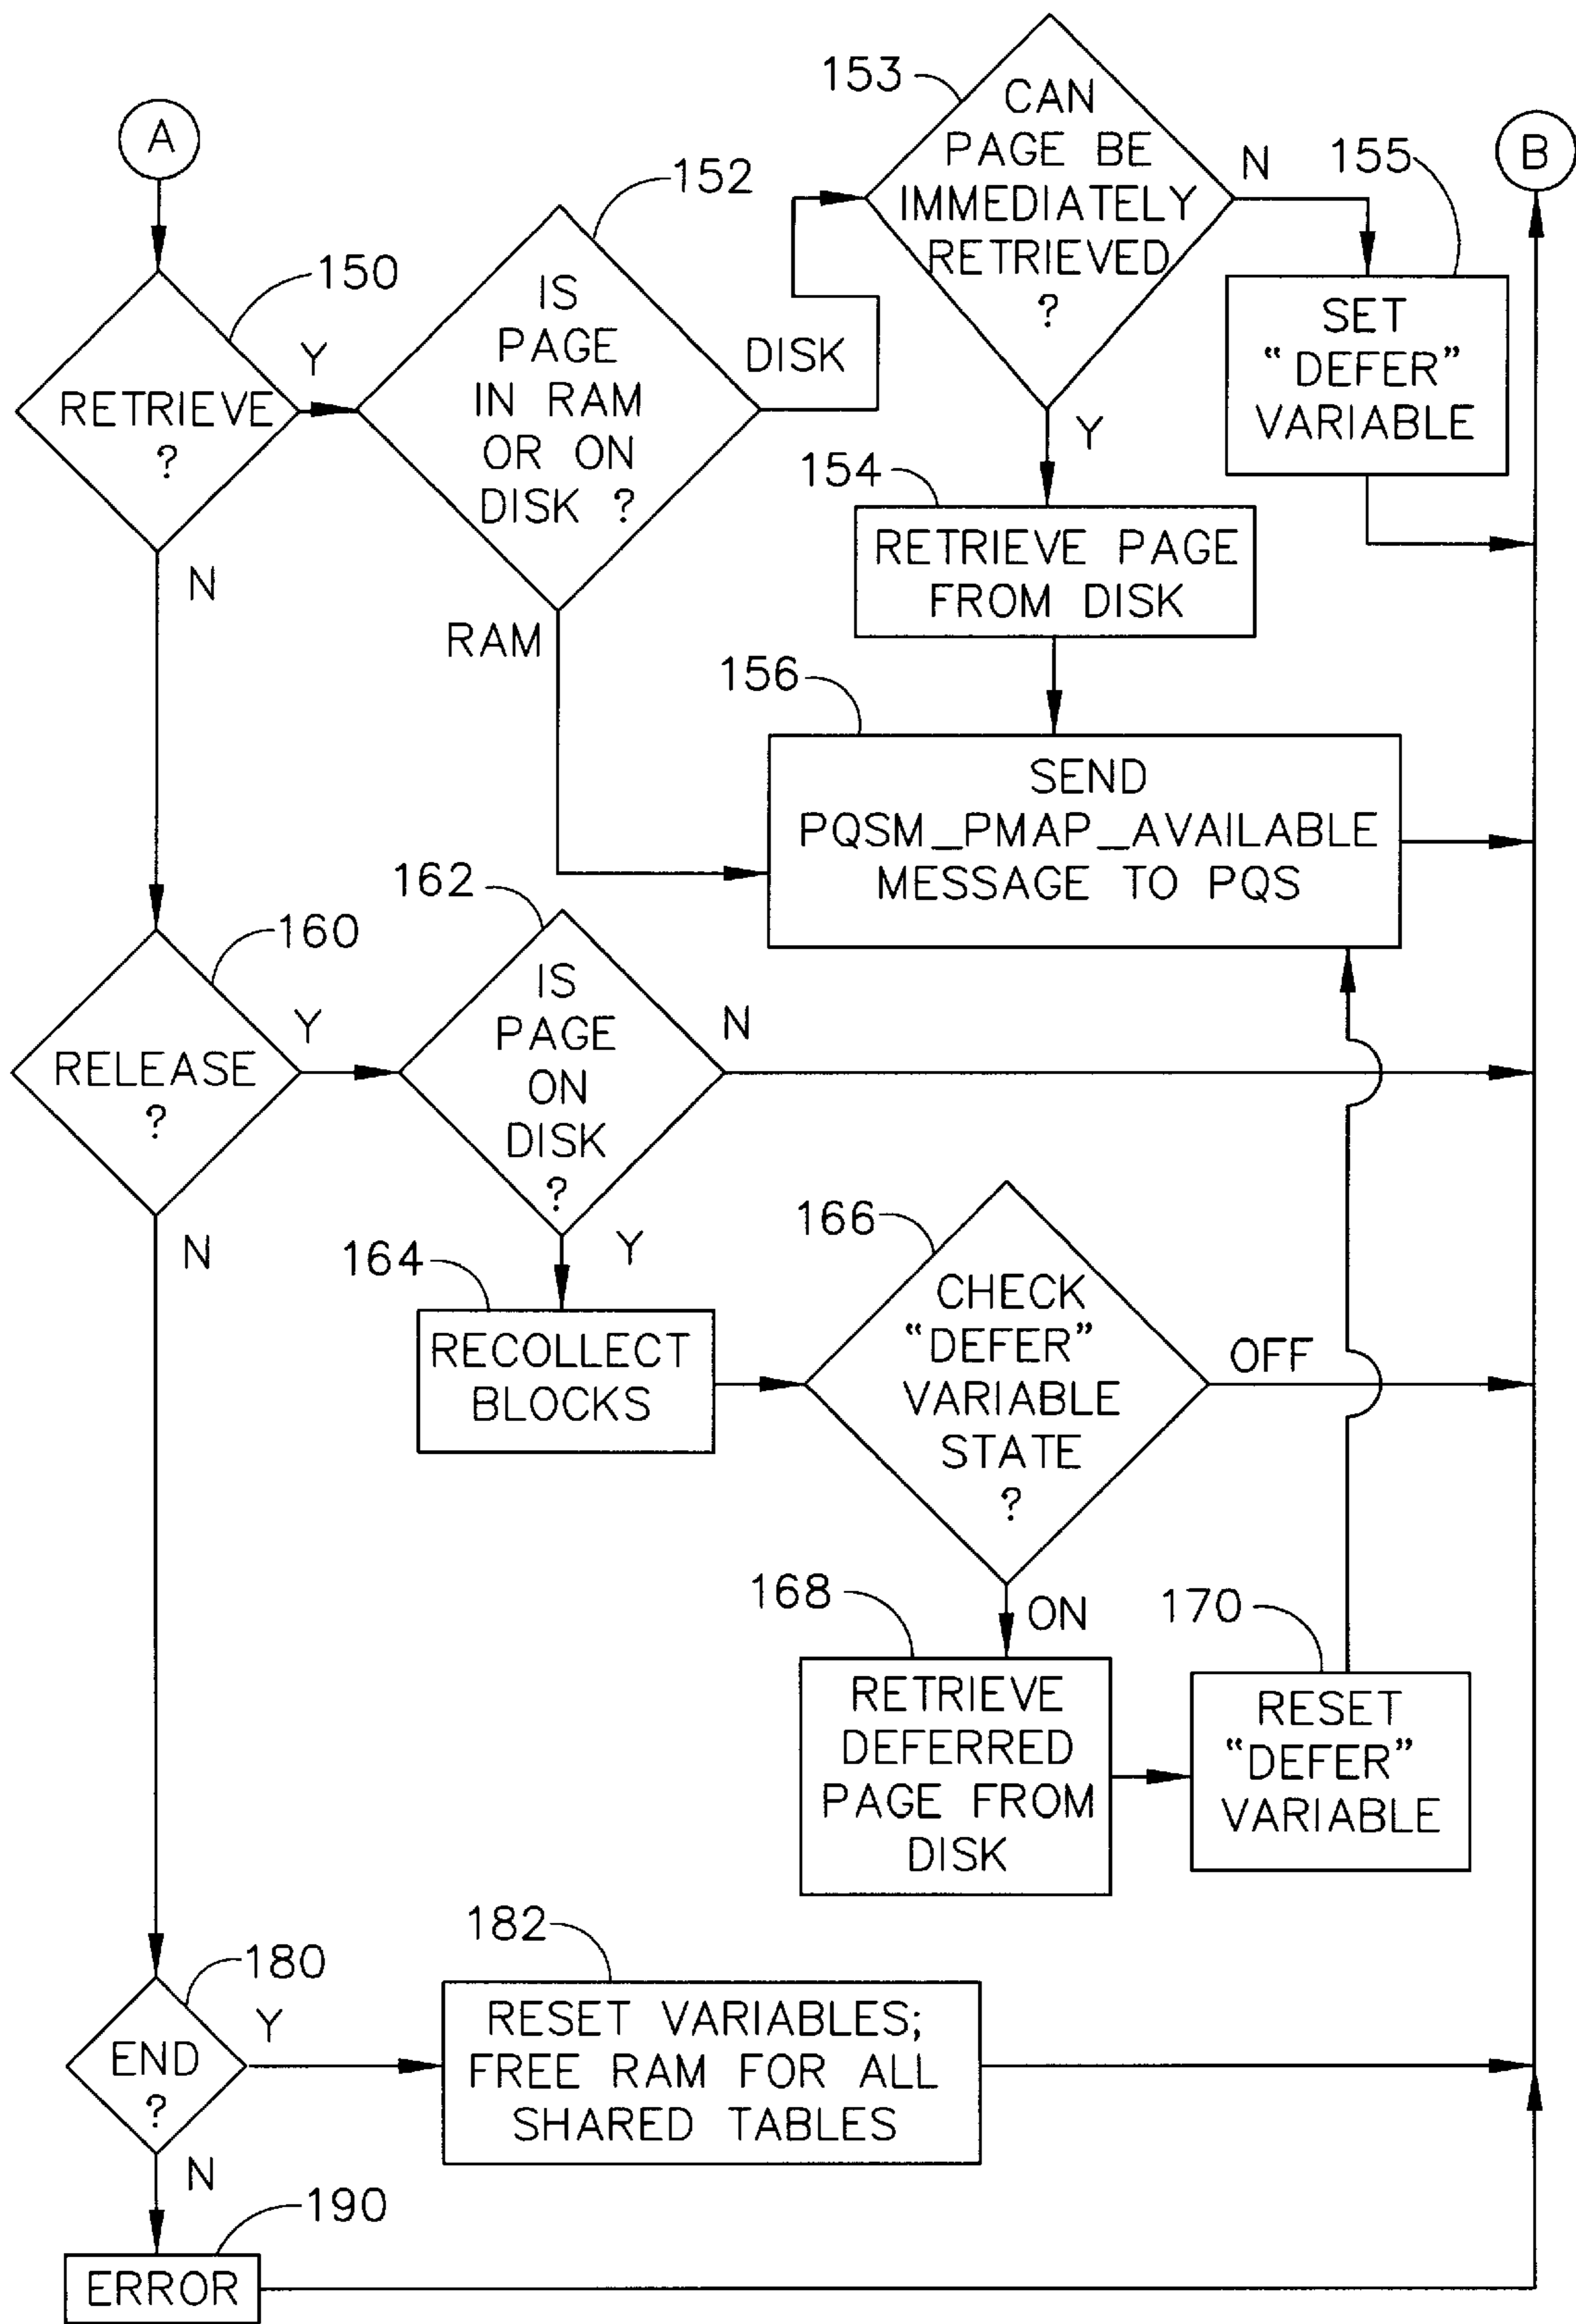 A
150
RETRIEVE
?
Y
N
152
IS
PAGE
IN RAM
OR ON
DISK ?
DISK
RAM
153
CAN
PAGE BE
IMMEDIATELY
RETRIEVED
?
N
Y
155
SET
“DEFER”
VARIABLE
B
154
RETRIEVE PAGE
FROM DISK
156
SEND
PQSM_PMAP_AVAILABLE
MESSAGE TO PQS
160
RELEASE
?
Y
N
162
IS
PAGE
ON
DISK
?
N
Y
164
RECOLLECT
BLOCKS
166
CHECK
“DEFER”
VARIABLE
STATE
?
OFF
ON
168
RETRIEVE
DEFERRED
PAGE FROM
DISK
170
RESET
“DEFER”
VARIABLE
180
END
?
Y
N
182
RESET VARIABLES;
FREE RAM FOR ALL
SHARED TABLES
190
ERROR